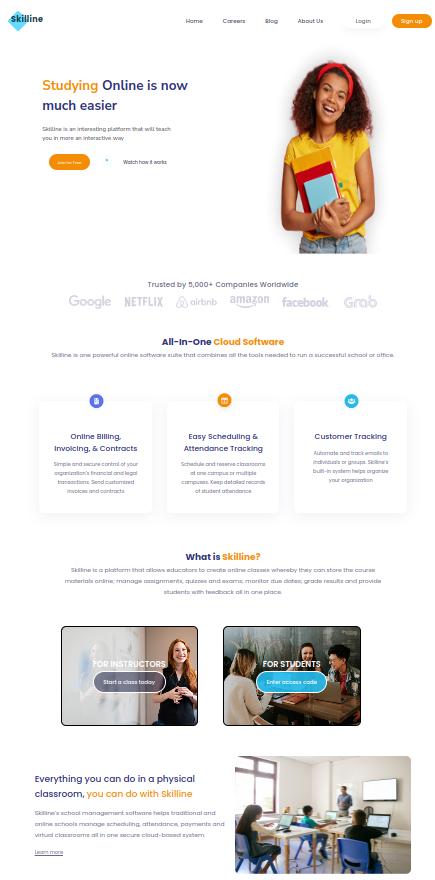 Skilline
Home
Careers
Blog
About Us
Login
Sign Up
Studying Online is now
much easier
Skilline is an interesting platform that will teach
you in more an interactive way
Join for free
Watch how it works
Trusted by 5,000+ Companies Worldwide
Google
NETFLIX
airbnb
amazon
facebook
Grab
All-In-One Cloud Software
Skilline is one powerful online software suite that combines all the tools needed to run a successful school or office.
Online Billing,
Invoicing, & Contracts
Simple and secure control of your
organization's financial and legal
transactions. Send customized
invoices and contracts
Easy Scheduling &
Attendance Tracking
Schedule and reserve classrooms
at one campus or multiple
campuses. Keep detailed records
of student attendance
Customer Tracking
Automate and track emails to
individuals or groups. Skilline's
built-in system helps organize
your organization
What is Skilline?
Skilline is a platform that allows educators to create online classes whereby they can store the course
materials online; manage assignments, quizzes and exams; monitor due dates; grade results and provide
students with feedback all in one place.
FOR INSTRUCTORS
Start a class today
FOR STUDENTS
Enter access code
Everything you can do in a physical
classroom, you can do with Skilline
Skilline's school management software helps traditional and
online schools manage scheduling, attendance, payments and
virtual classrooms all in one secure cloud-based system.
Learn more